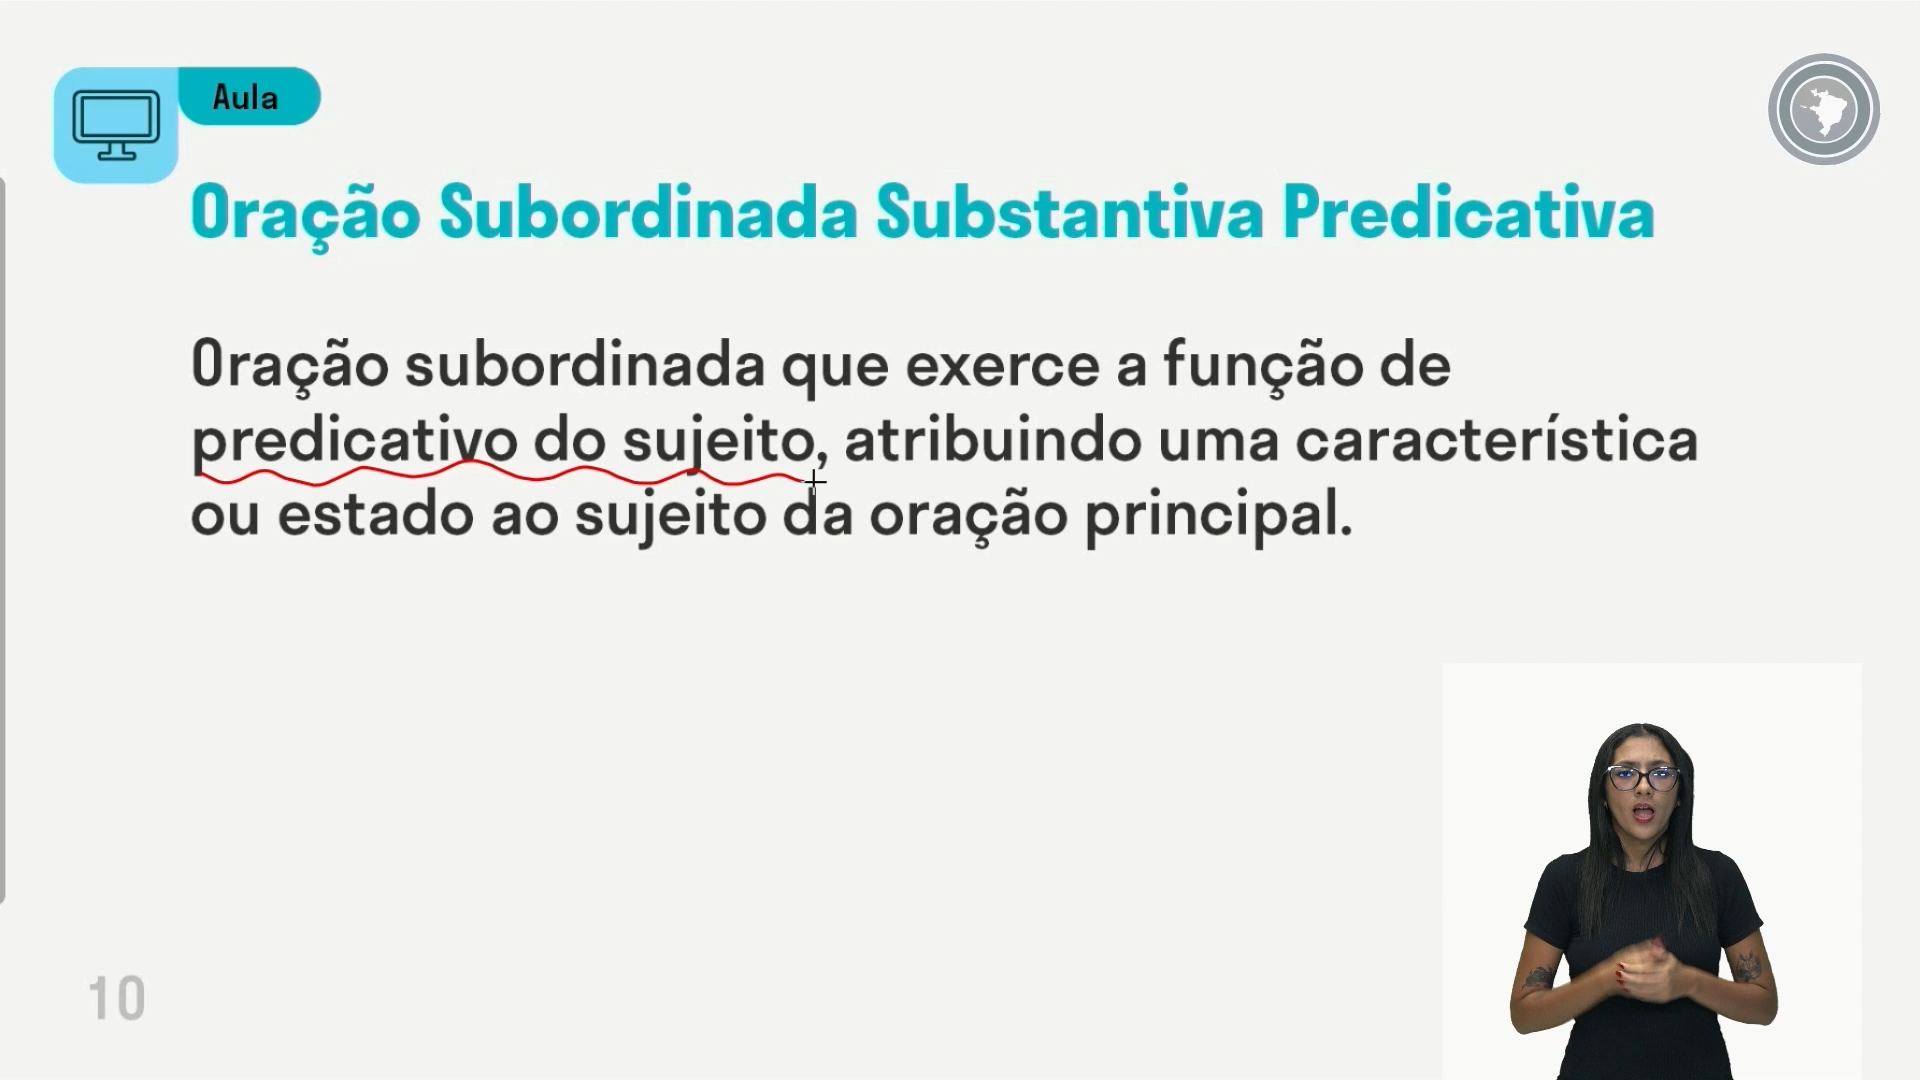 Aula
Oração Subordinada Substantiva Predicativa
Oração subordinada que exerce a função de
predicativo do sujeito, atribuindo uma característica
ou estado ao sujeito da oração principal.
10